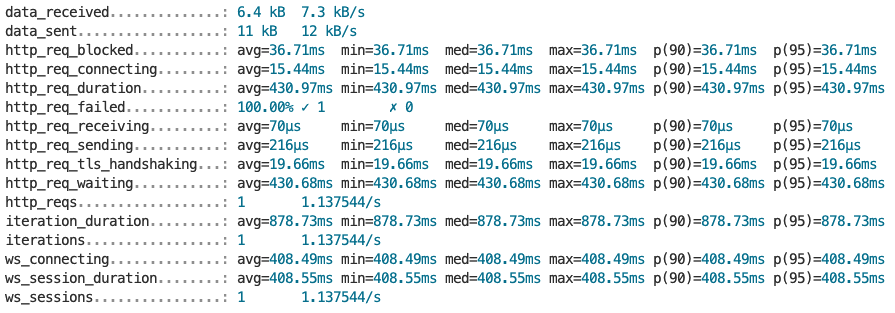 data_received..............: 6.4 kB 7.3 kB/s
data_sent..................: 11 kB 12 kB/s
http_req_blocked...........: avg=36.71ms min=36.71ms med=36.71ms max=36.71ms p(90)=36.71ms p(95)=36.71ms
http_req_connecting........: avg=15.44ms min=15.44ms med=15.44ms max=15.44ms p(90)=15.44ms p(95)=15.44ms
http_req_duration..........: avg=430.97ms min=430.97ms med=430.97ms max=430.97ms p(90)=430.97ms p(95)=430.97ms
http_req_failed............: 100.00% ✓ 1 ✗ 0
http_req_receiving.........: avg=70µs min=70µs med=70µs max=70µs p(90)=70µs p(95)=70µs
http_req_sending...........: avg=216µs min=216µs med=216µs max=216µs p(90)=216µs p(95)=216µs
http_req_tls_handshaking...: avg=19.66ms min=19.66ms med=19.66ms max=19.66ms p(90)=19.66ms p(95)=19.66ms
http_req_waiting...........: avg=430.68ms min=430.68ms med=430.68ms max=430.68ms p(90)=430.68ms p(95)=430.68ms
http_reqs..................: 1 1.137544/s
iteration_duration.........: avg=878.73ms min=878.73ms med=878.73ms max=878.73ms p(90)=878.73ms p(95)=878.73ms
iterations.................: 1 1.137544/s
ws_connecting..............: avg=408.49ms min=408.49ms med=408.49ms max=408.49ms p(90)=408.49ms p(95)=408.49ms
ws_session_duration........: avg=408.55ms min=408.55ms med=408.55ms max=408.55ms p(90)=408.55ms p(95)=408.55ms
ws_sessions................: 1 1.137544/s